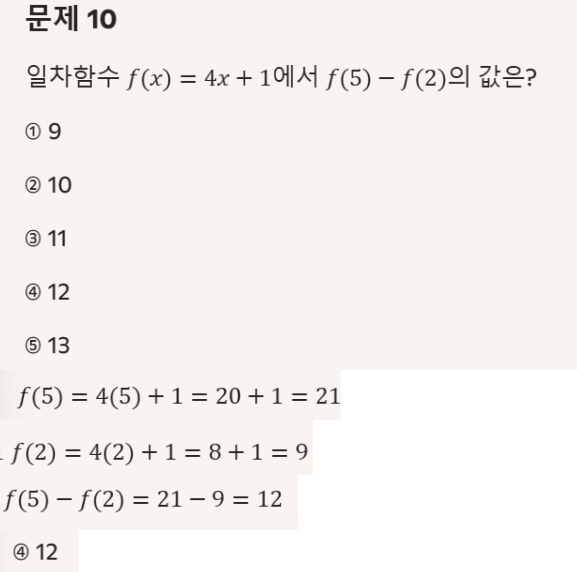 문제 10
일차함수 f(x) = 4x + 1에서 f(5) − f(2)의 값은?
① 9
② 10
③ 11
④ 12
⑤ 13
f(5) = 4(5) + 1 = 20 + 1 = 21
f(2) = 4(2) + 1 = 8 + 1 = 9
f(5) − f(2) = 21 − 9 = 12
④ 12